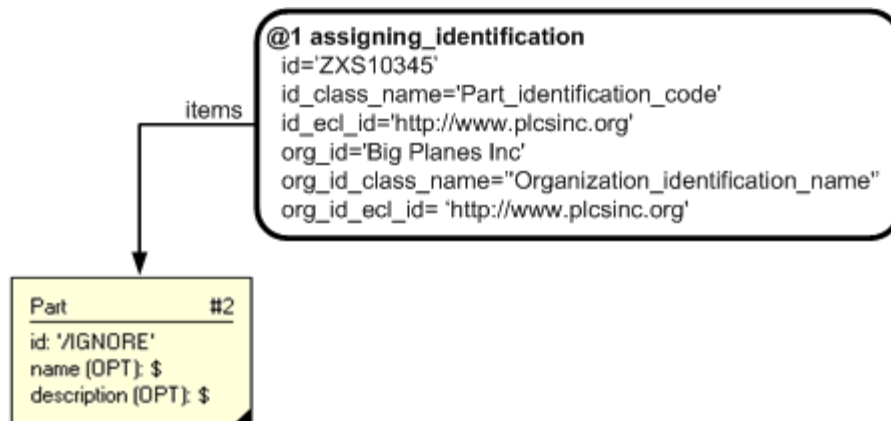 @1 assigning_identification
id='ZXS10345'
id_class_name='Part_identification_code'
id_ecl_id='http://www.plcsinc.org'
org_id='Big Planes Inc'
org_id_class_name="Organization_identification_name"
org_id_ecl_id= 'http://www.plcsinc.org'
items
Part #2
id: '/IGNORE'
name (OPT): $
description (OPT): $